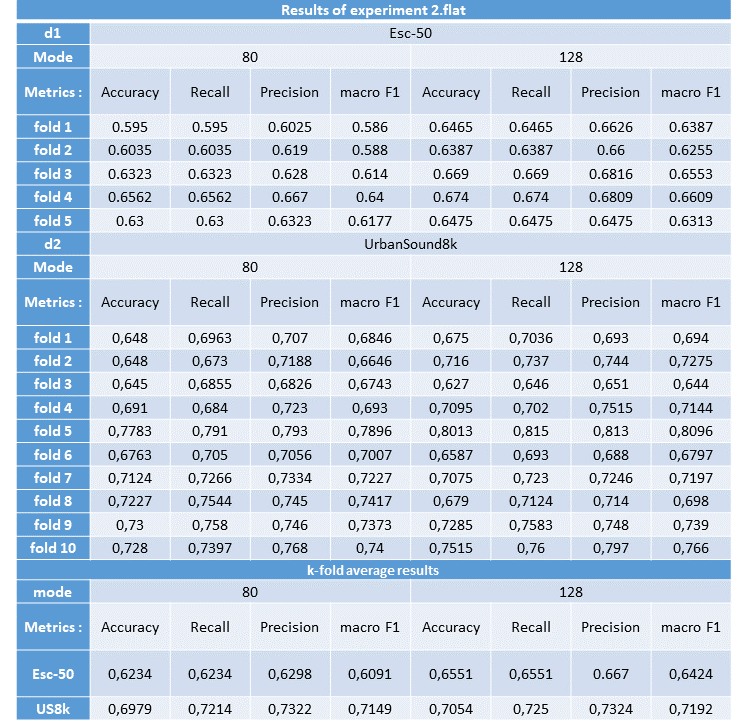 Results of experiment 2.flat
d1 Esc-50
Mode 80 128
Metrics : Accuracy Recall Precision macro F1 Accuracy Recall Precision macro F1
fold 1 0.595 0.595 0.6025 0.586 0.6465 0.6465 0.6626 0.6387
fold 2 0.6035 0.6035 0.619 0.588 0.6387 0.6387 0.66 0.6255
fold 3 0.6323 0.6323 0.628 0.614 0.669 0.669 0.6816 0.6553
fold 4 0.6562 0.6562 0.667 0.64 0.674 0.674 0.6809 0.6609
fold 5 0.63 0.63 0.6323 0.6177 0.6475 0.6475 0.6475 0.6313
d2 UrbanSound8k
Mode 80 128
Metrics : Accuracy Recall Precision macro F1 Accuracy Recall Precision macro F1
fold 1 0,648 0,6963 0,707 0,6846 0,675 0,7036 0,693 0,694
fold 2 0,648 0,673 0,7188 0,6646 0,716 0,737 0,744 0,7275
fold 3 0,645 0,6855 0,6826 0,6743 0,627 0,646 0,651 0,644
fold 4 0,691 0,684 0,723 0,693 0,7095 0,702 0,7515 0,7144
fold 5 0,7783 0,791 0,793 0,7896 0,8013 0,815 0,813 0,8096
fold 6 0,6763 0,705 0,7056 0,7007 0,6587 0,693 0,688 0,6797
fold 7 0,7124 0,7266 0,7334 0,7227 0,7075 0,723 0,7246 0,7197
fold 8 0,7227 0,7544 0,745 0,7417 0,679 0,7124 0,714 0,698
fold 9 0,73 0,758 0,746 0,7373 0,7285 0,7583 0,748 0,739
fold 10 0,728 0,7397 0,768 0,74 0,7515 0,76 0,797 0,766
k-fold average results
mode 80 128
Metrics : Accuracy Recall Precision macro F1 Accuracy Recall Precision macro F1
Esc-50 0,6234 0,6234 0,6298 0,6091 0,6551 0,6551 0.667 0,6424
US8k 0,6979 0,7214 0,7322 0,7149 0,7054 0,725 0,7324 0,7192